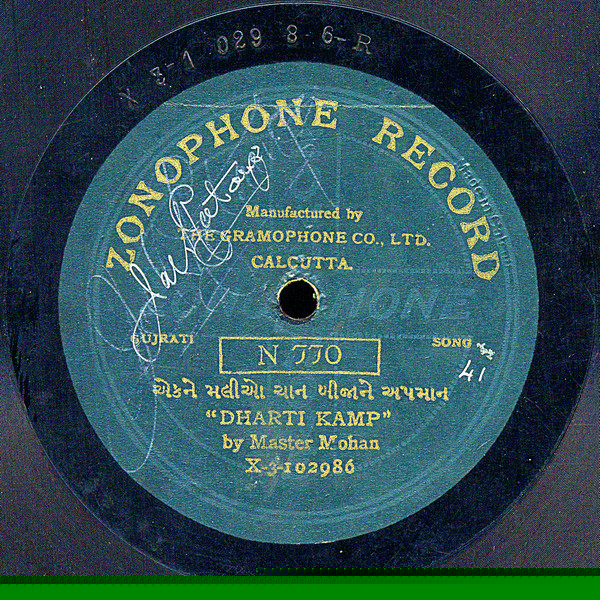 X 3-1 029 8 6-R
ZONOPHONE RECORD
Manufactured by
THE GRAMOPHONE CO., LTD.
CALCUTTA.
GUJRATI
SONG
N 770
41
એકને મલીઓ ચાન બીજાને અપમાન
"DHARTI KAMP"
by Master Mohan
X-3-102986